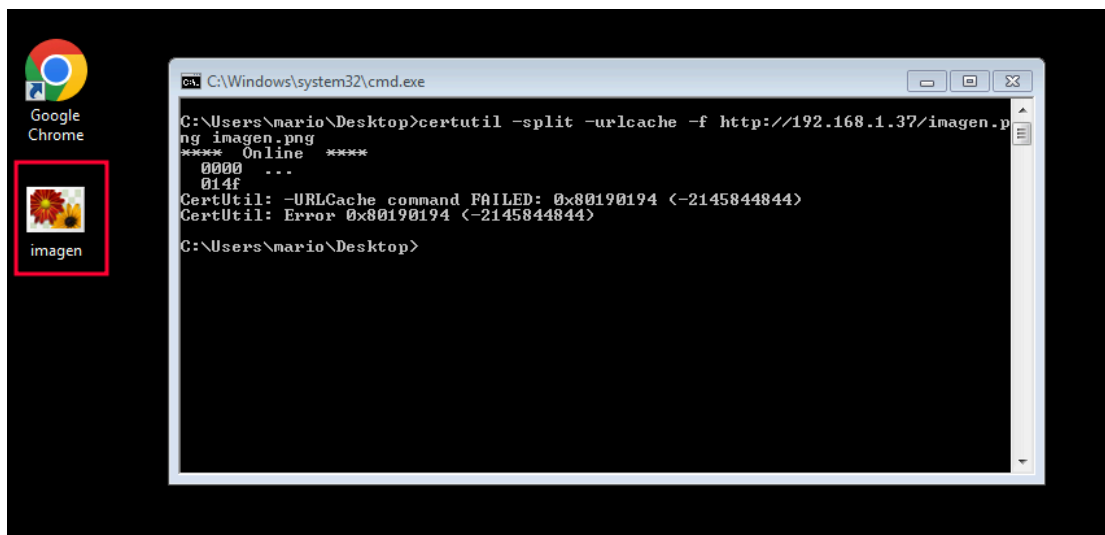 Google
Chrome
imagen
C:\Windows\system32\cmd.exe
C:\Users\mario\Desktop>certutil -split -urlcache -f http://192.168.1.37/imagen.p
ng imagen.png
**** Online ****
0000 ...
014f
CertUtil: -URLCache command FAILED: 0x80190194 (-2145844844)
CertUtil: Error 0x80190194 (-2145844844)
C:\Users\mario\Desktop>